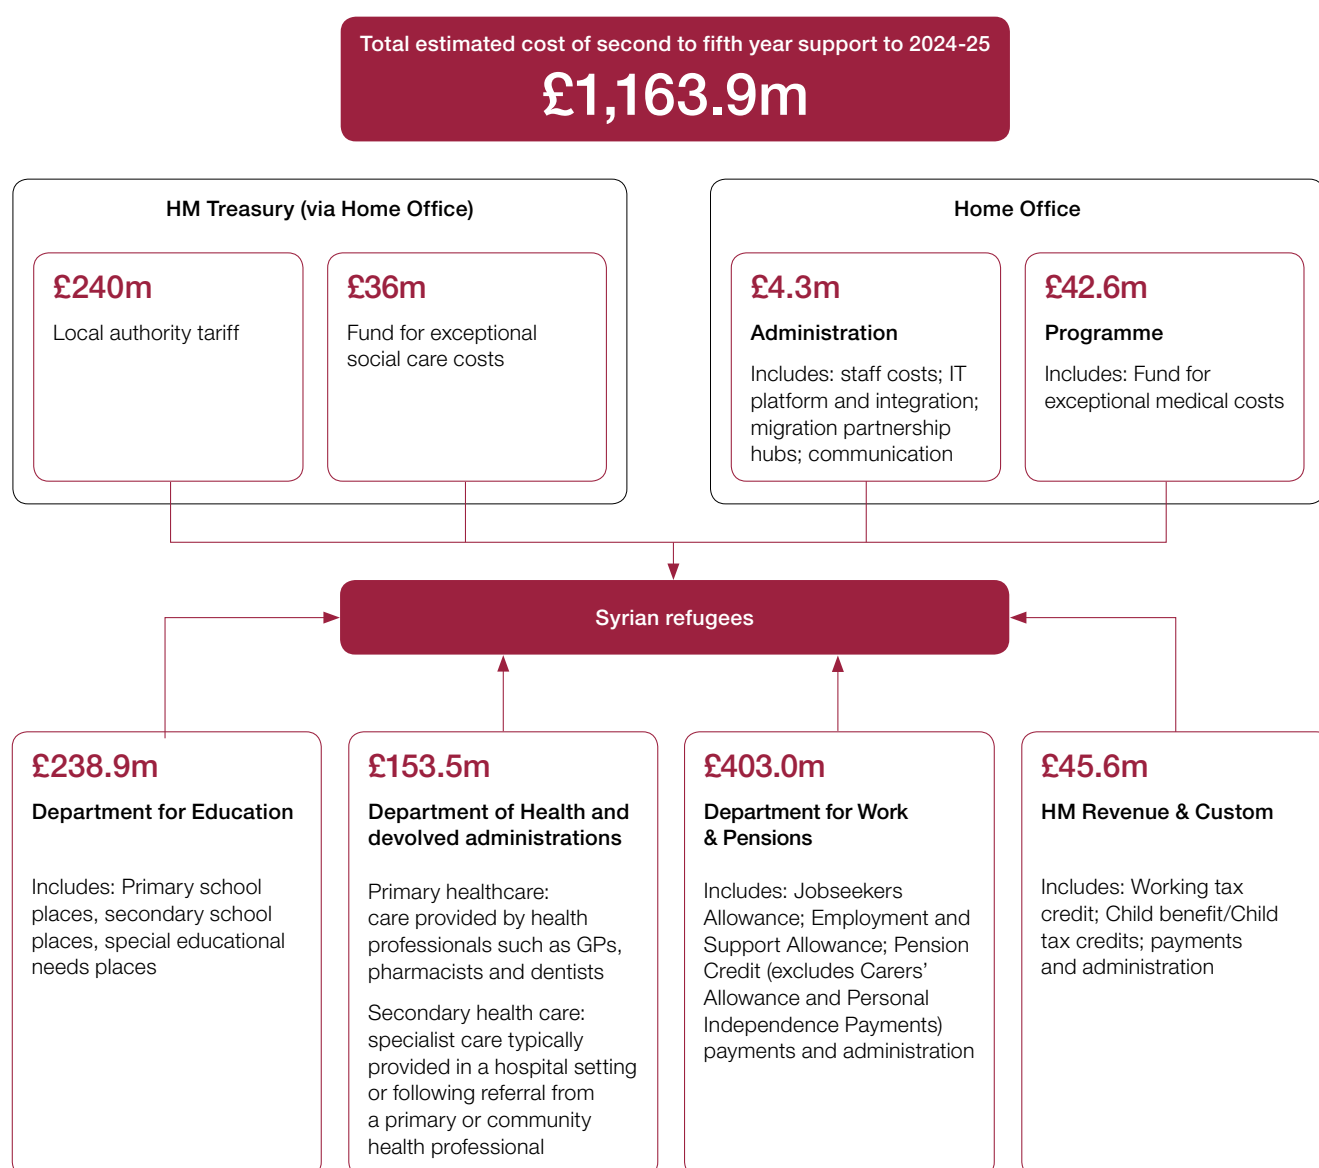 Total estimated cost of second to fifth year support to 2024-25
£1,163.9m
HM Treasury (via Home Office)
£240m
Local authority tariff
£36m
Fund for exceptional
social care costs
Home Office
£4.3m
Administration
Includes: staff costs; IT
platform and integration;
migration partnership
hubs; communication
£42.6m
Programme
Includes: Fund for
exceptional medical costs
Syrian refugees
£238.9m
Department for Education
Includes: Primary school
places, secondary school
places, special educational
needs places
£153.5m
Department of Health and
devolved administrations
Primary healthcare:
care provided by health
professionals such as GPs,
pharmacists and dentists
Secondary health care:
specialist care typically
provided in a hospital setting
or following referral from
a primary or community
health professional
£403.0m
Department for Work
& Pensions
Includes: Jobseekers
Allowance; Employment and
Support Allowance; Pension
Credit (excludes Carers’
Allowance and Personal
Independence Payments)
payments and administration
£45.6m
HM Revenue & Custom
Includes: Working tax
credit; Child benefit/Child
tax credits; payments
and administration